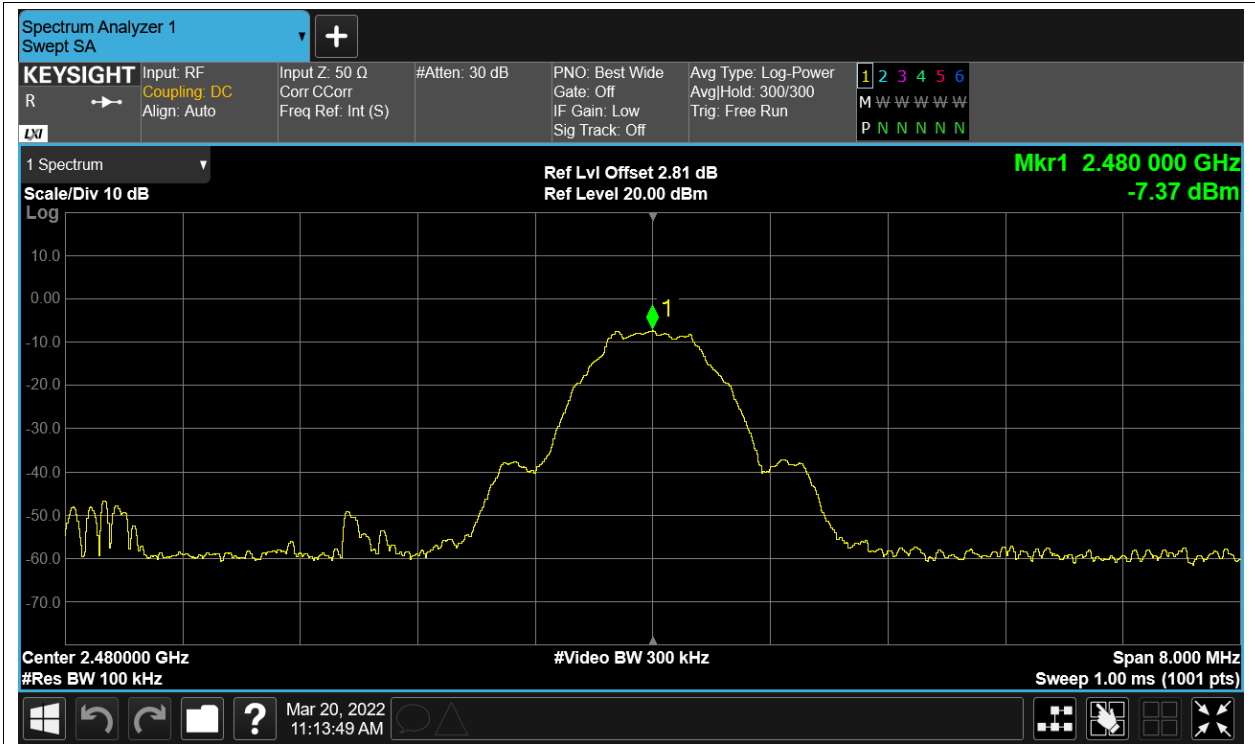 Spectrum Analyzer 1
Swept SA
+
KEYSIGHT
R
LXI
Input: RF
Coupling: DC
Align: Auto
Input Z: 50 Ω
Corr CCorr
Freq Ref: Int (S)
#Atten: 30 dB
PNO: Best Wide
Gate: Off
IF Gain: Low
Sig Track: Off
Avg Type: Log-Power
Avg|Hold: 300/300
Trig: Free Run
1 2 3 4 5 6
M W W W W W
P N N N N N
1 Spectrum
Scale/Div 10 dB
Log
Ref Lvl Offset 2.81 dB
Ref Level 20.00 dBm
Mkr1 2.480 000 GHz
-7.37 dBm
10.0
0.00
-10.0
-20.0
-30.0
-40.0
-50.0
-60.0
-70.0
1
Center 2.480000 GHz
#Res BW 100 kHz
#Video BW 300 kHz
Span 8.000 MHz
Sweep 1.00 ms (1001 pts)
?
Mar 20, 2022
11:13:49 AM